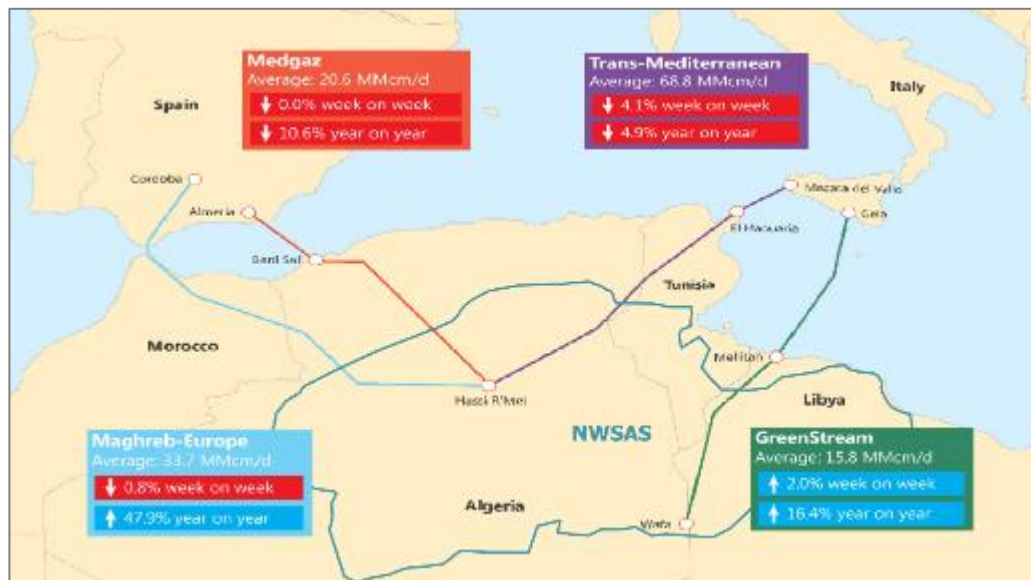 Medgaz
Average: 20.6 MMcm/d
0.0% week on week
10.6% year on year
Trans-Mediterranean
Average: 68.8 MMcm/d
4.1% week on week
4.9% year on year
Italy
Spain
Cordoba
Almeria
Mazara del Vallo
Gela
El Haouaria
Beni Saf
Tunisia
Morocco
Mellitah
Hassi R'Mel
Libya
NWSAS
Maghreb-Europe
Average: 33.7 MMcm/d
0.8% week on week
47.9% year on year
GreenStream
Average: 15.8 MMcm/d
2.0% week on week
16.4% year on year
Algeria
Wafa